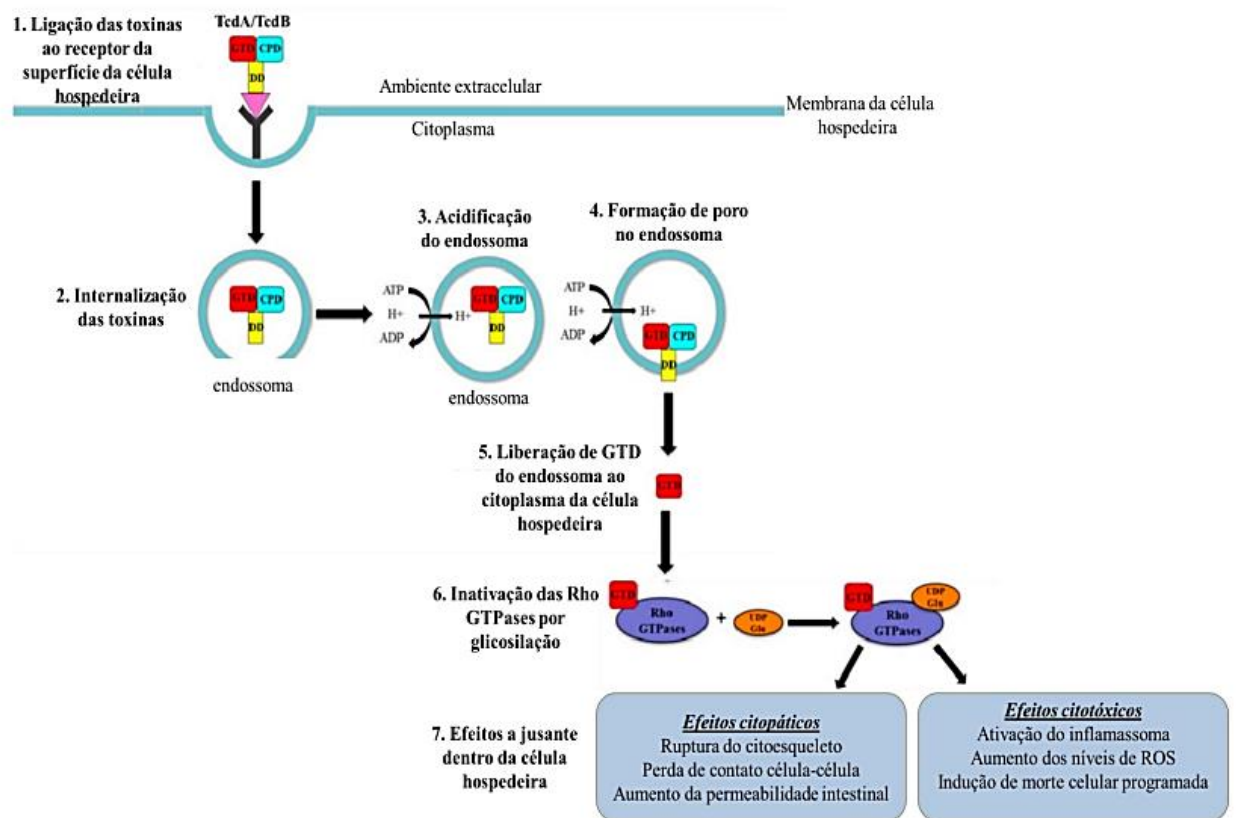 1. Ligação das toxinas
ao receptor da
superfície da célula
hospedeira
TcdA/TcdB
GTD CPD
DD
Ambiente extracelular
Citoplasma
Membrana da célula
hospedeira
2. Internalização
das toxinas
GTD CPD
DD
endossoma
3. Acidificação
do endossoma
ATP
H+
ADP
H+
GTD CPD
DD
endossoma
4. Formação de poro
no endossoma
ATP
H+
ADP
H+
GTD CPD
DD
5. Liberação de GTD
do endossoma ao
citoplasma da célula
hospedeira
GTD
6. Inativação das Rho
GTPases por
glicosilação
GTD
Rho
GTPases
+
UDP
Glu
GTD
UDP
Glu
Rho
GTPases
7. Efeitos a jusante
dentro da célula
hospedeira
Efeitos citopáticos
Ruptura do citoesqueleto
Perda de contato célula-célula
Aumento da permeabilidade intestinal
Efeitos citotóxicos
Ativação do inflamassoma
Aumento dos níveis de ROS
Indução de morte celular programada